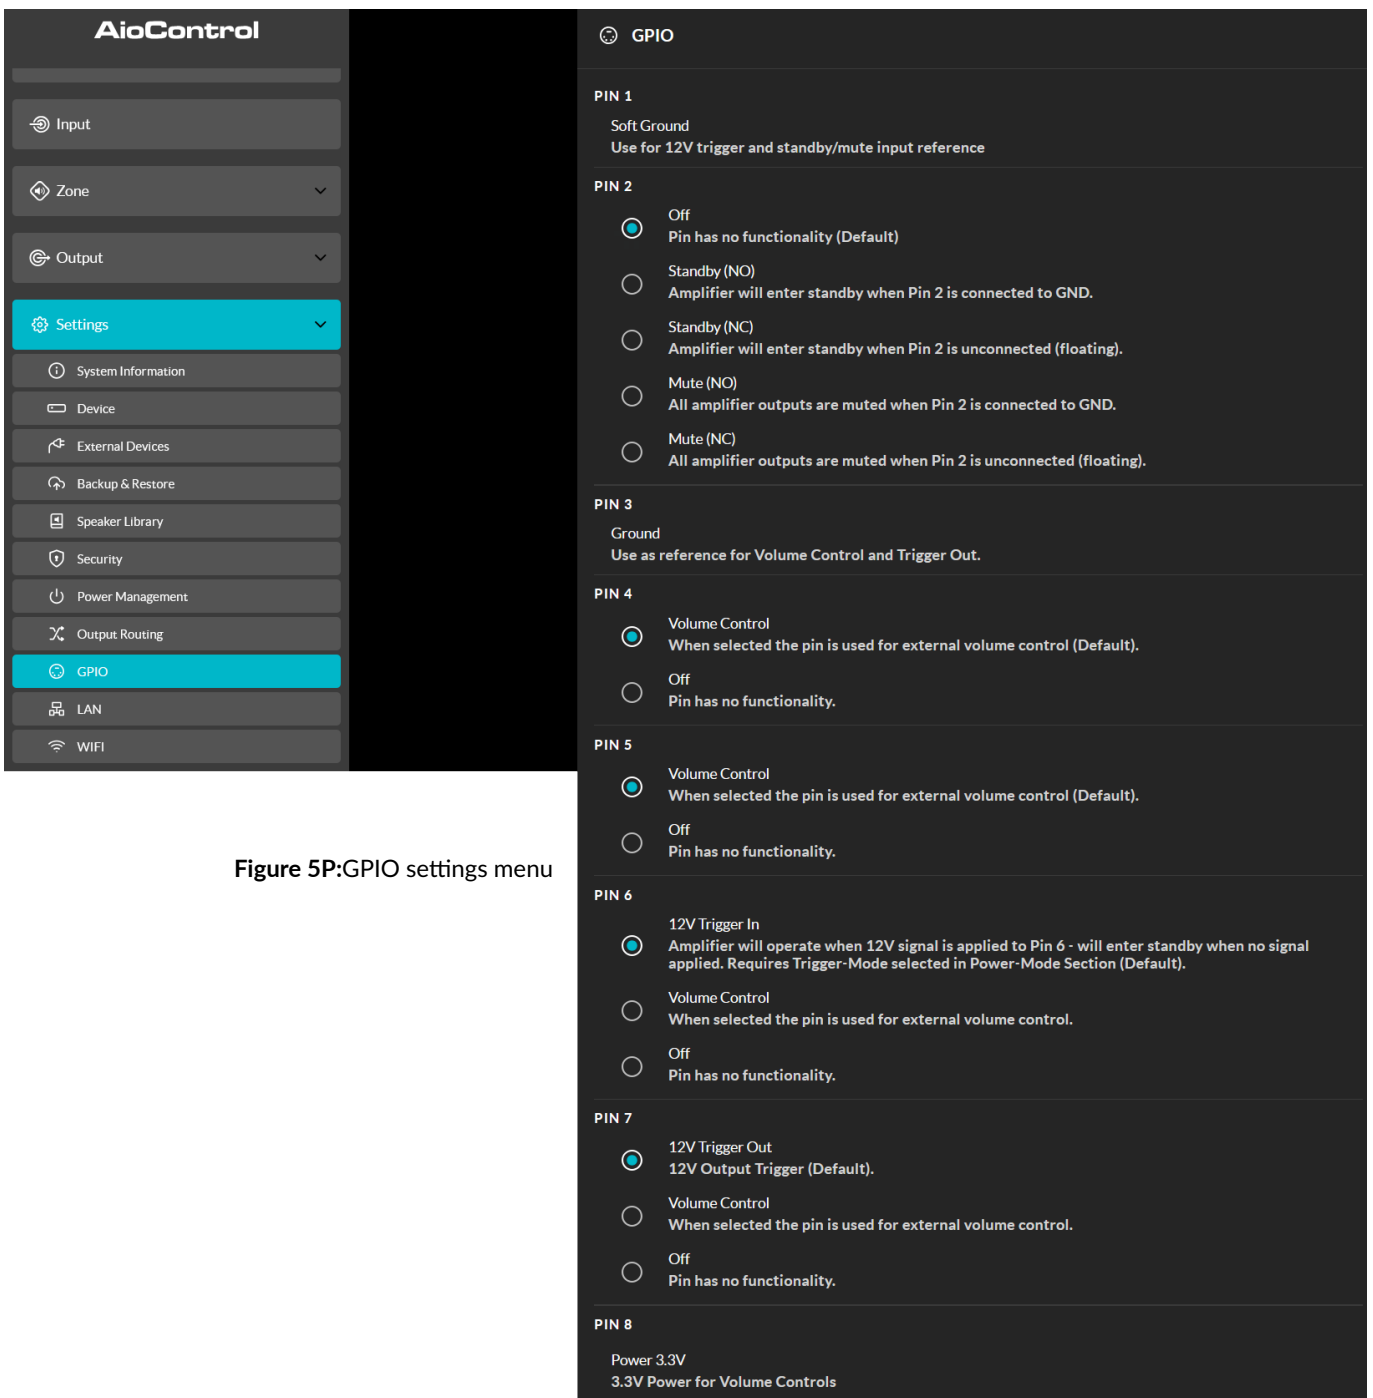 AioControl
Input
Zone
Output
Settings
System Information
Device
External Devices
Backup & Restore
Speaker Library
Security
Power Management
Output Routing
GPIO
LAN
WIFI
Figure 5P:GPIO settings menu
GPIO
PIN 1
Soft Ground
Use for 12V trigger and standby/mute input reference
PIN 2
Off
Pin has no functionality (Default)
Standby (NO)
Amplifier will enter standby when Pin 2 is connected to GND.
Standby (NC)
Amplifier will enter standby when Pin 2 is unconnected (floating).
Mute (NO)
All amplifier outputs are muted when Pin 2 is connected to GND.
Mute (NC)
All amplifier outputs are muted when Pin 2 is unconnected (floating).
PIN 3
Ground
Use as reference for Volume Control and Trigger Out.
PIN 4
Volume Control
When selected the pin is used for external volume control (Default).
Off
Pin has no functionality.
PIN 5
Volume Control
When selected the pin is used for external volume control (Default).
Off
Pin has no functionality.
PIN 6
12V Trigger In
Amplifier will operate when 12V signal is applied to Pin 6 - will enter standby when no signal
applied. Requires Trigger-Mode selected in Power-Mode Section (Default).
Volume Control
When selected the pin is used for external volume control.
Off
Pin has no functionality.
PIN 7
12V Trigger Out
12V Output Trigger (Default).
Volume Control
When selected the pin is used for external volume control.
Off
Pin has no functionality.
PIN 8
Power 3.3V
3.3V Power for Volume Controls